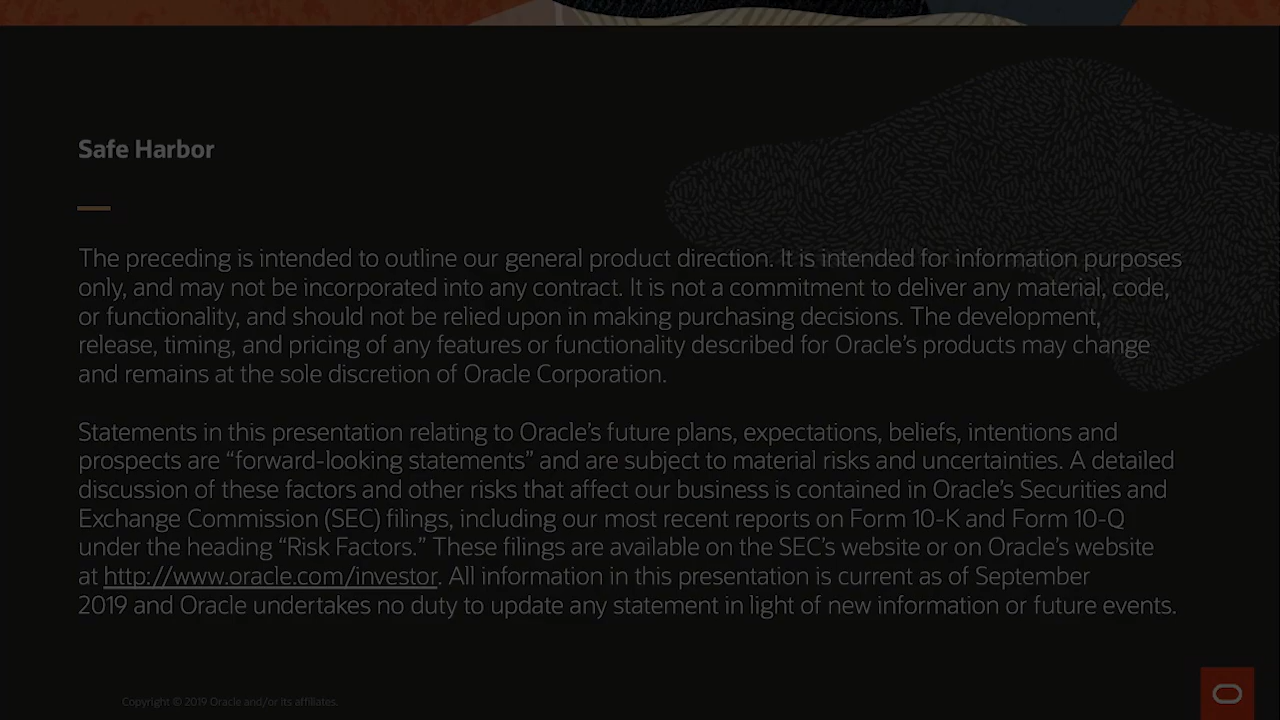 Safe Harbor
The preceding is intended to outline our general product direction. It is intended for information purposes
only, and may not be incorporated into any contract. It is not a commitment to deliver any material, code,
or functionality, and should not be relied upon in making purchasing decisions. The development,
release, timing, and pricing of any features or functionality described for Oracle’s products may change
and remains at the sole discretion of Oracle Corporation.
Statements in this presentation relating to Oracle’s future plans, expectations, beliefs, intentions and
prospects are “forward-looking statements” and are subject to material risks and uncertainties. A detailed
discussion of these factors and other risks that affect our business is contained in Oracle’s Securities and
Exchange Commission (SEC) filings, including our most recent reports on Form 10-K and Form 10-Q
under the heading “Risk Factors.” These filings are available on the SEC’s website or on Oracle’s website
at http://www.oracle.com/investor. All information in this presentation is current as of September
2019 and Oracle undertakes no duty to update any statement in light of new information or future events.
Copyright © 2019 Oracle and/or its affiliates.